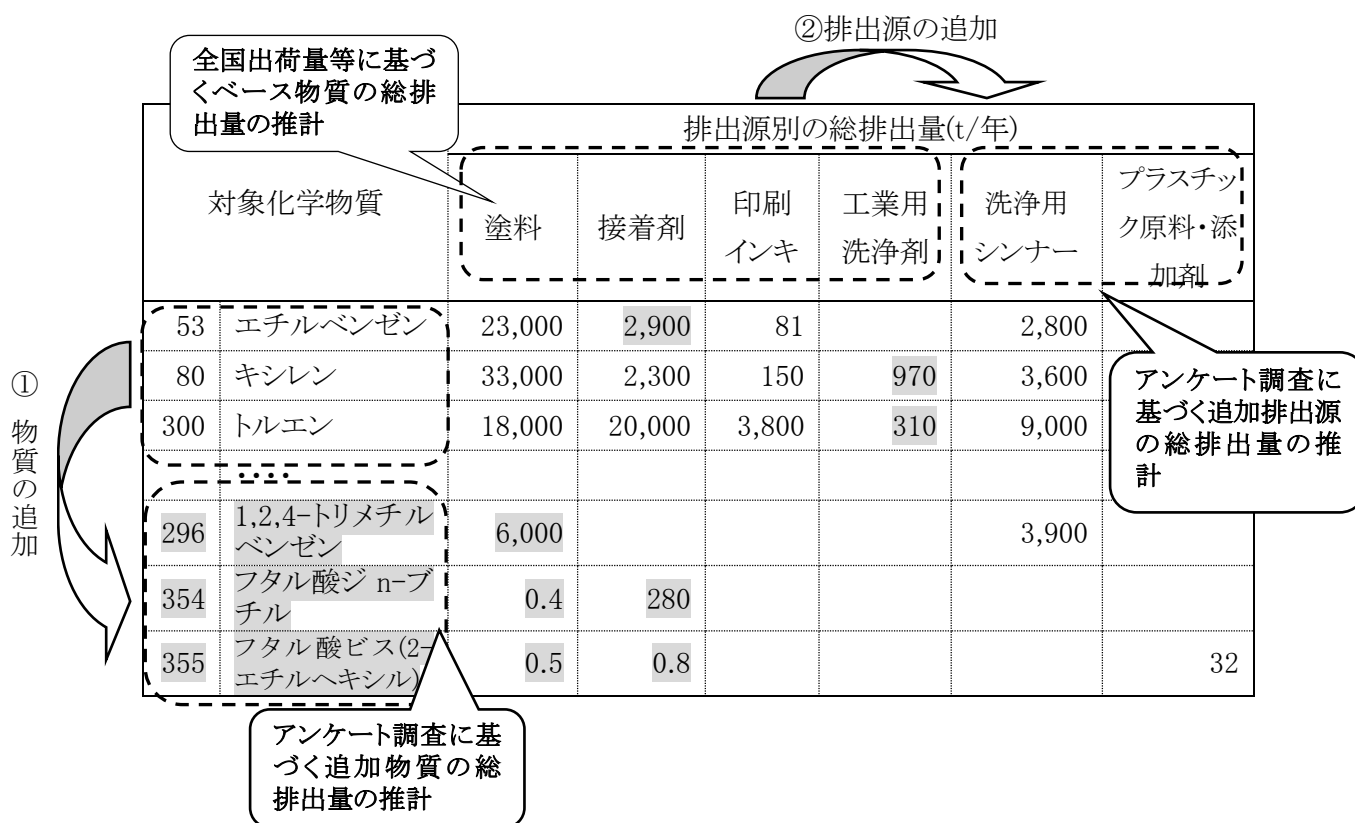 ②排出源の追加
全国出荷量等に基づ
くベース物質の総排
出量の推計
排出源別の総排出量(t/年)
対象化学物質
塗料
接着剤
印刷
インキ
工業用
洗浄剤
洗浄用
シンナー
プラスチッ
ク原料・添
加剤
53 エチルベンゼン 23,000 2,900 81 2,800
80 キシレン 33,000 2,300 150 970 3,600
300 トルエン 18,000 20,000 3,800 310 9,000
‥‥
296 1,2,4-トリメチル
ベンゼン 6,000 3,900
354 フタル酸ジ n-ブ
チル 0.4 280
355 フタル酸ビス(2-
エチルヘキシル) 0.5 0.8 32
① 物質の追加
アンケート調査に
基づく追加排出源
の総排出量の推
計
アンケート調査に基
づく追加物質の総
排出量の推計